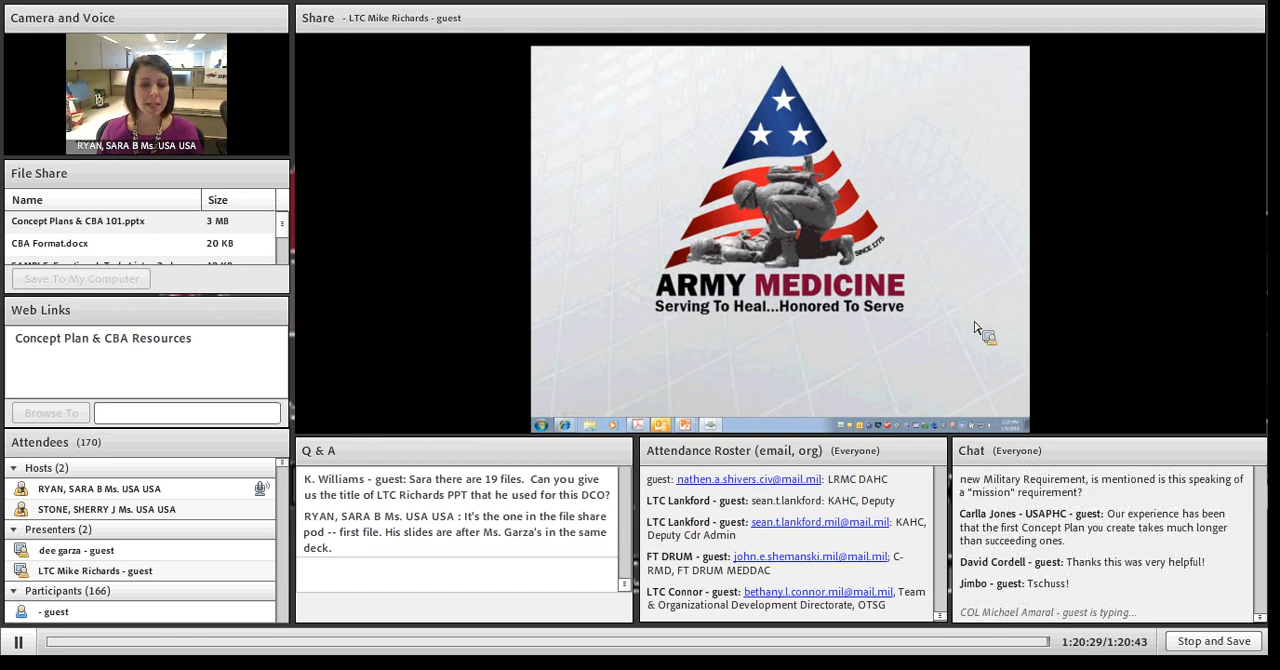 Camera and Voice
RYAN, SARA B Ms. USA USA
File Share
Name Size
Concept Plans & CBA 101.pptx 3 MB
CBA Format.docx 20 KB
Save To My Computer
Web Links
Concept Plan & CBA Resources
Browse To
Attendees (170)
Hosts (2)
RYAN, SARA B Ms. USA USA
STONE, SHERRY J Ms. USA USA
Presenters (2)
dee garza - guest
LTC Mike Richards - guest
Participants (166)
- guest
Share - LTC Mike Richards - guest
SINCE 1775
ARMY MEDICINE
Serving To Heal...Honored To Serve
Q & A
K. Williams - guest: Sara there are 19 files. Can you give
us the title of LTC Richards PPT that he used for this DCO?
RYAN, SARA B Ms. USA USA : It's the one in the file share
pod -- first file. His slides are after Ms. Garza's in the same
deck.
Attendance Roster (email, org) (Everyone)
guest: nathen.a.shivers.civ@mail.mil: LRMC DAHC
LTC Lankford - guest: sean.t.lankford: KAHC, Deputy
LTC Lankford - guest: sean.t.lankford.mil@mail.mil: KAHC,
Deputy Cdr Admin
FT DRUM - guest: john.e.shemanski.mil@mail.mil; C-
RMD, FT DRUM MEDDAC
LTC Connor - guest: bethany.l.connor.mil@mail.mil, Team
& Organizational Development Directorate, OTSG
Chat (Everyone)
new Military Requirement, is mentioned is this speaking of
a "mission" requirement?
Carlla Jones - USAPHC - guest: Our experience has been
that the first Concept Plan you create takes much longer
than succeeding ones.
David Cordell - guest: Thanks this was very helpful!
Jimbo - guest: Tschuss!
COL Michael Amaral - guest is typing...
1:20:29/1:20:43
Stop and Save